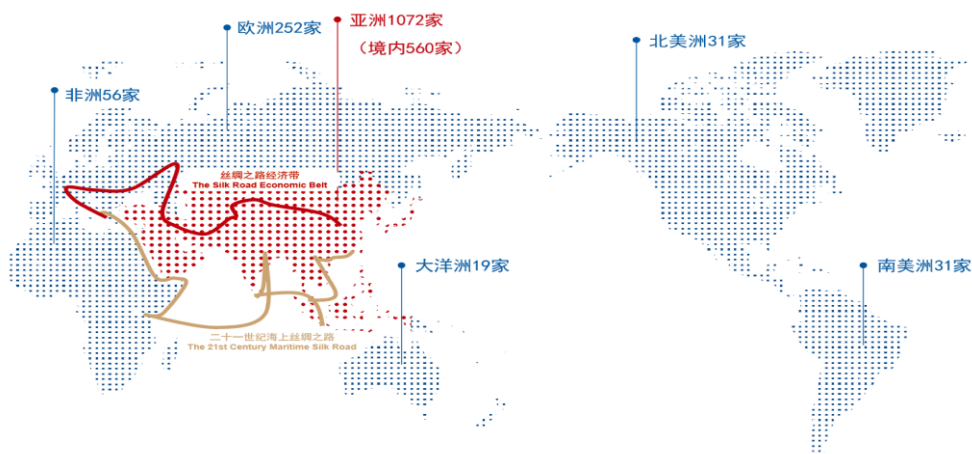 欧洲252家
亚洲1072家
（境内560家）
北美洲31家
非洲56家
丝绸之路经济带
The Silk Road Economic Belt
大洋洲19家
南美洲31家
二十一世纪海上丝绸之路
The 21st Century Maritime Silk Road